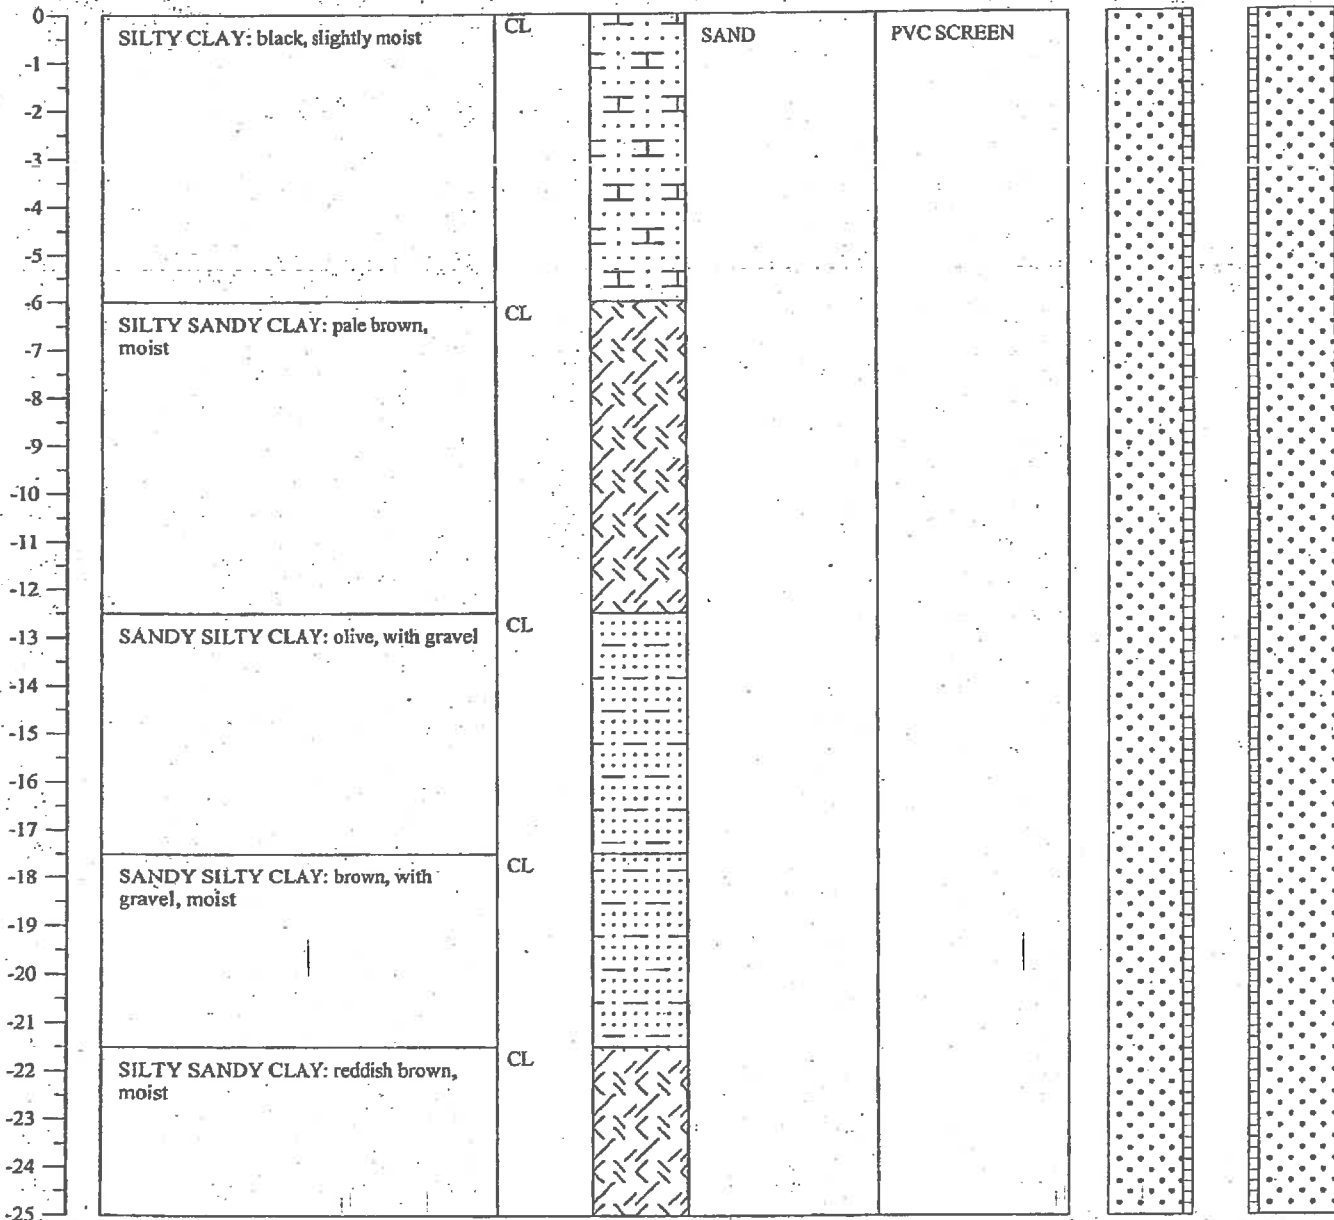 0
SILTY CLAY: black, slightly moist
CL
SAND
PVC SCREEN
-1
-2
-3
-4
-5
-6
SILTY SANDY CLAY: pale brown,
moist
CL
-7
-8
-9
-10
-11
-12
-13
SANDY SILTY CLAY: olive, with gravel
CL
-14
-15
-16
-17
-18
SANDY SILTY CLAY: brown, with
gravel, moist
CL
-19
-20
-21
-22
SILTY SANDY CLAY: reddish brown,
moist
CL
-23
-24
-25